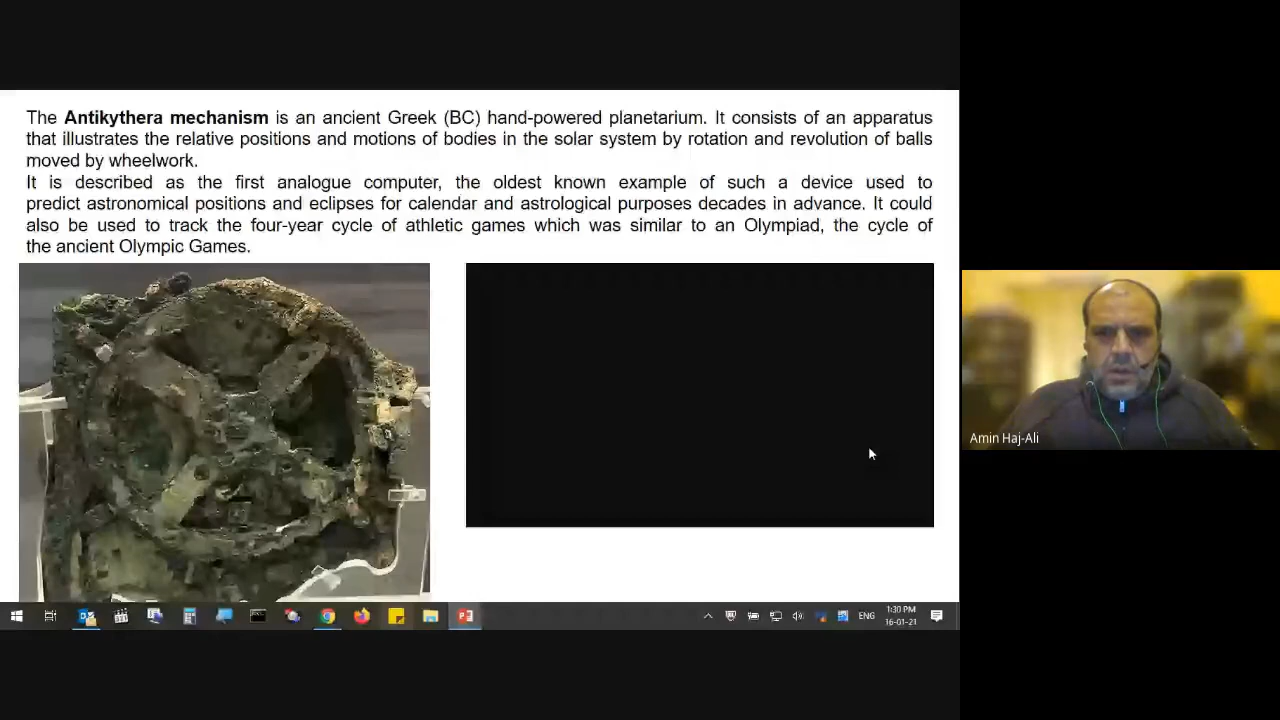 The Antikythera mechanism is an ancient Greek (BC) hand-powered planetarium. It consists of an apparatus
that illustrates the relative positions and motions of bodies in the solar system by rotation and revolution of balls
moved by wheelwork.
It is described as the first analogue computer, the oldest known example of such a device used to
predict astronomical positions and eclipses for calendar and astrological purposes decades in advance. It could
also be used to track the four-year cycle of athletic games which was similar to an Olympiad, the cycle of
the ancient Olympic Games.
Amin Haj-Ali
ENG
1:30 PM
16-01-21